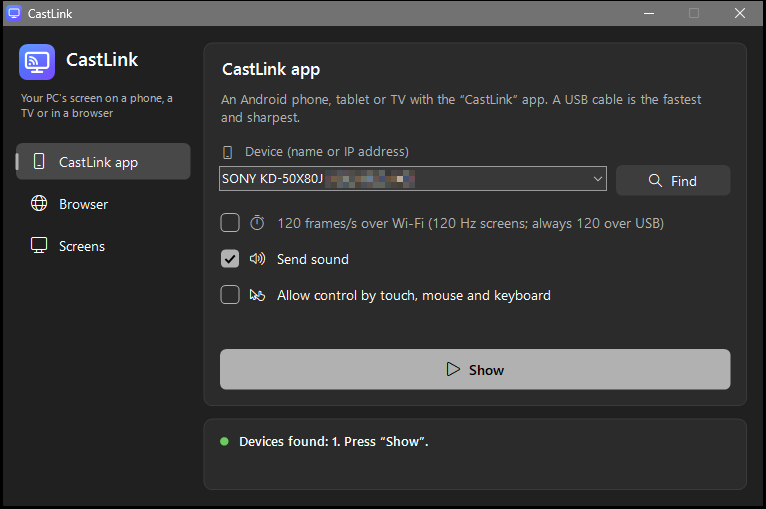 CastLink
CastLink
Your PC's screen on a phone, a
TV or in a browser
CastLink app
Browser
Screens
CastLink app
An Android phone, tablet or TV with the “CastLink” app. A USB cable is the fastest
and sharpest.
Device (name or IP address)
SONY KD-50X80J
Find
120 frames/s over Wi-Fi (120 Hz screens; always 120 over USB)
Send sound
Allow control by touch, mouse and keyboard
Show
Devices found: 1. Press “Show”.